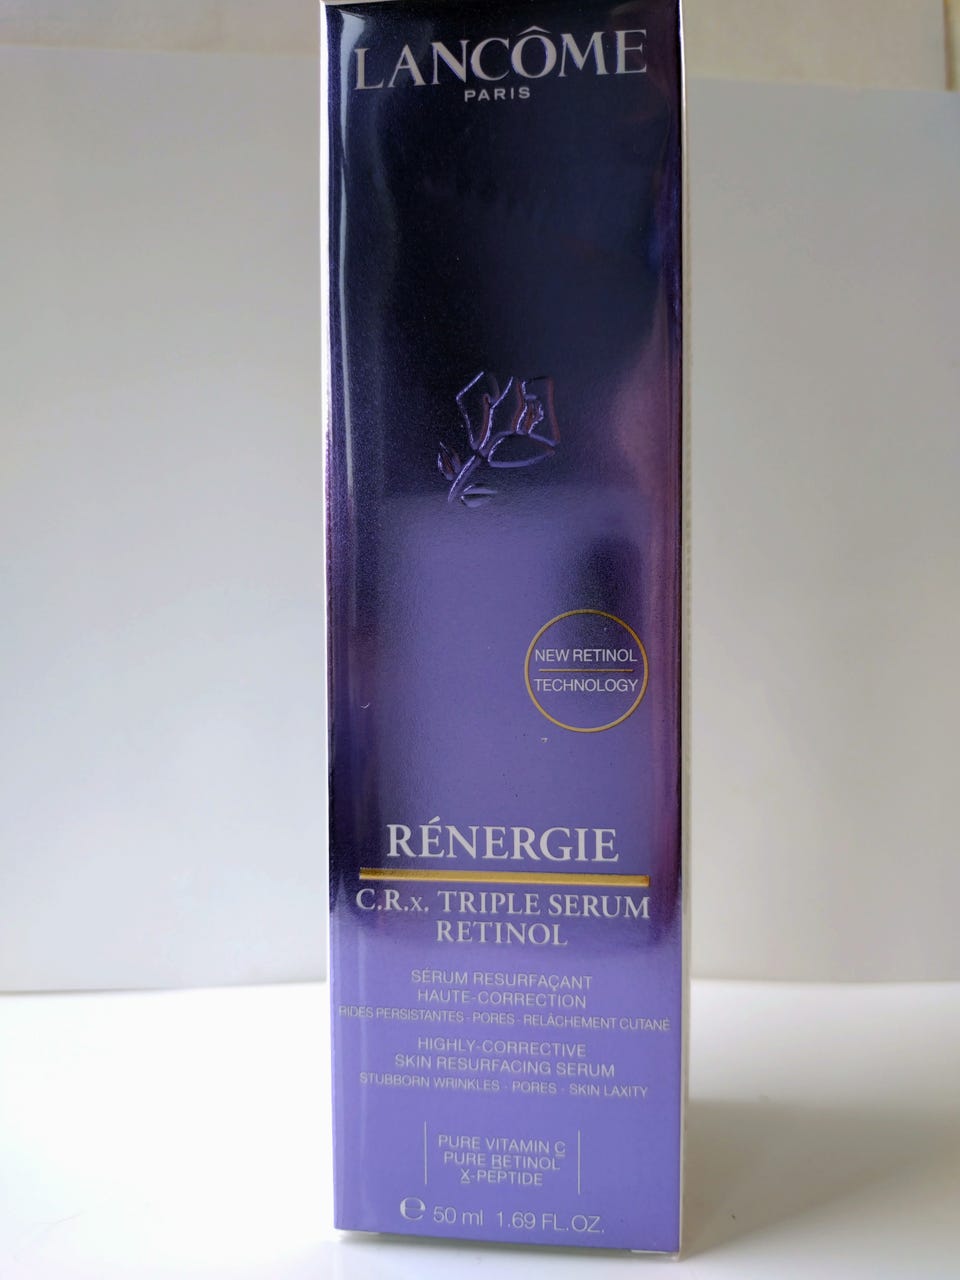 LANCÔME
PARIS
NEW RETINOL
TECHNOLOGY
RÉNERGIE
C.R.x. TRIPLE SERUM
RETINOL
SÉRUM RESURFAÇANT
HAUTE-CORRECTION
RIDES PERSISTANTES - PORES - RELÂCHEMENT CUTANÉ
HIGHLY-CORRECTIVE
SKIN RESURFACING SERUM
STUBBORN WRINKLES - PORES - SKIN LAXITY
PURE VITAMIN C
PURE RETINOL
X-PEPTIDE
℮ 50 ml 1.69 FL.OZ.